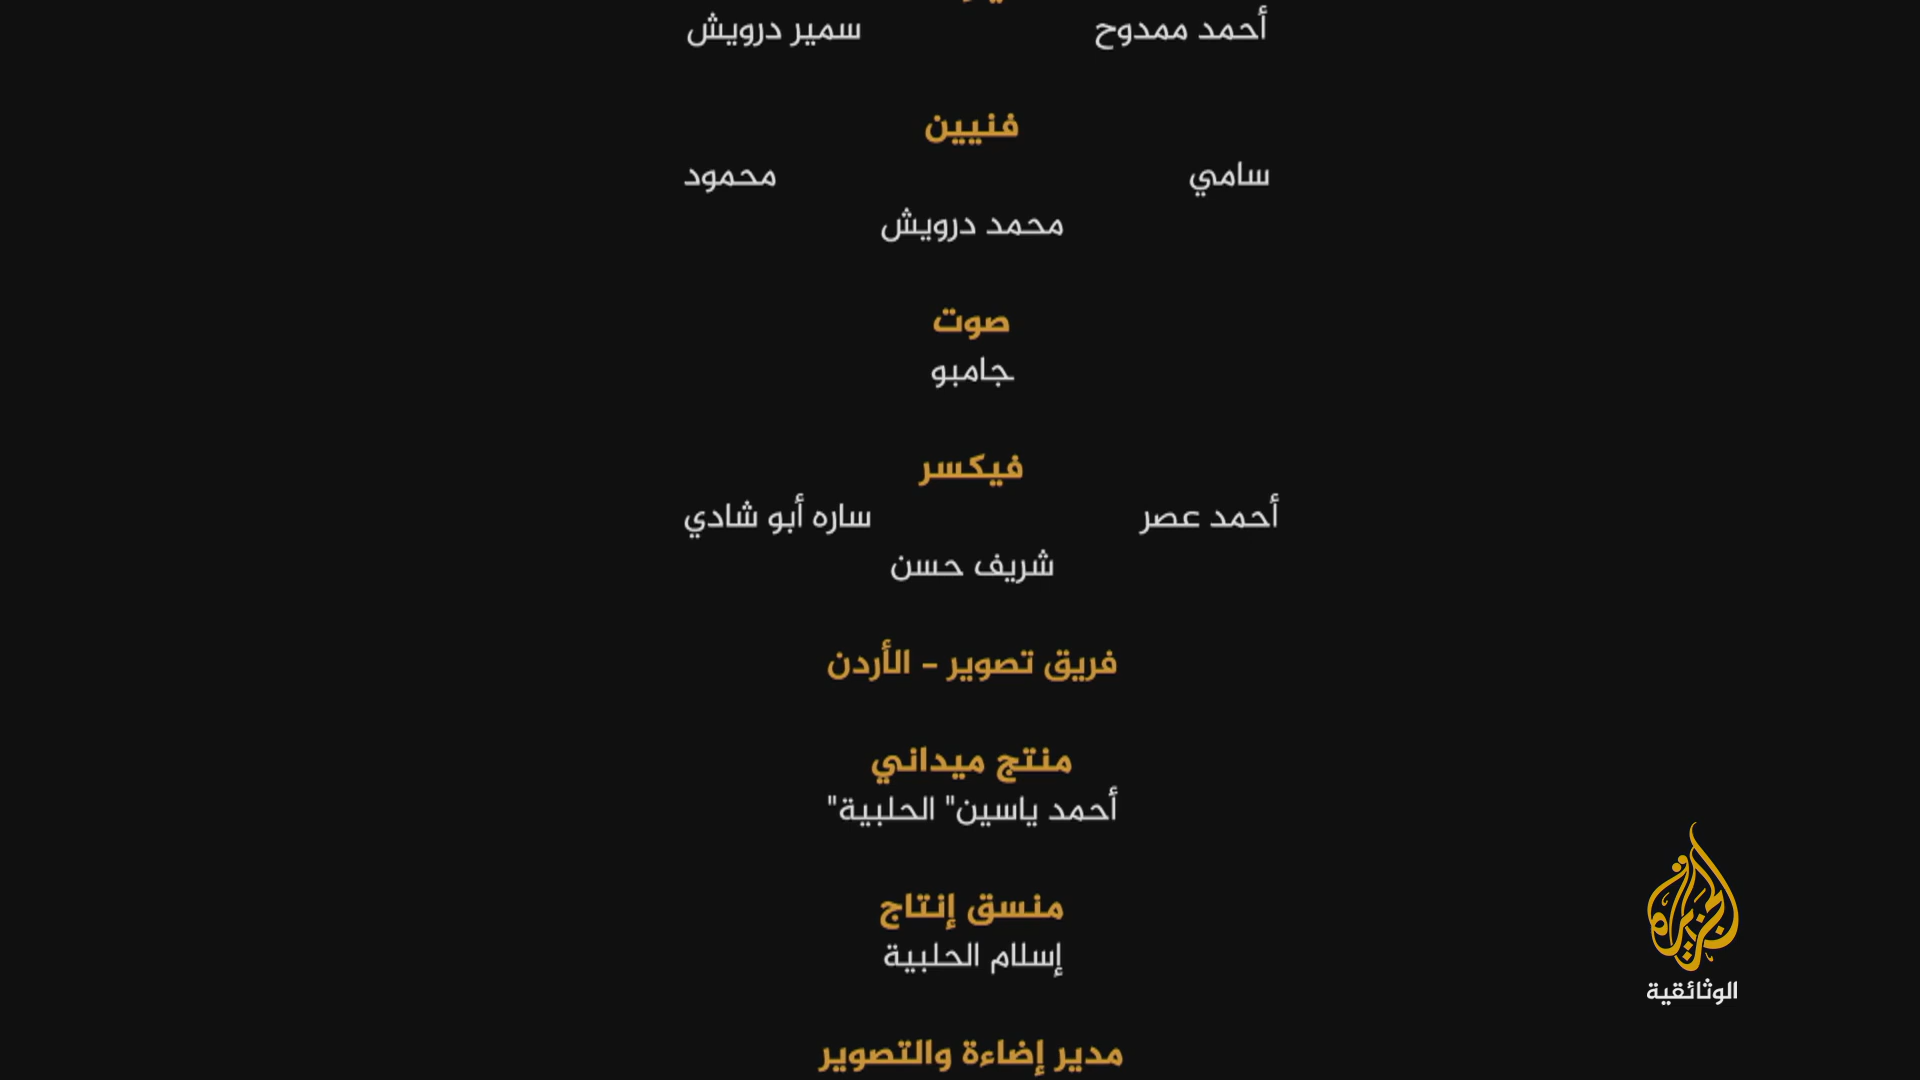 أحمد ممدوح سمير درويش
فنيين
سامي محمود
محمد درويش
صوت
جامبو
فيكسر
أحمد عصر ساره أبو شادي
شريف حسن
فريق تصوير - الأردن
منتج ميداني
أحمد ياسين" الحلبية"
منسق إنتاج
إسلام الحلبية
مدير إضاءة والتصوير
الجزيرة
الوثائقية